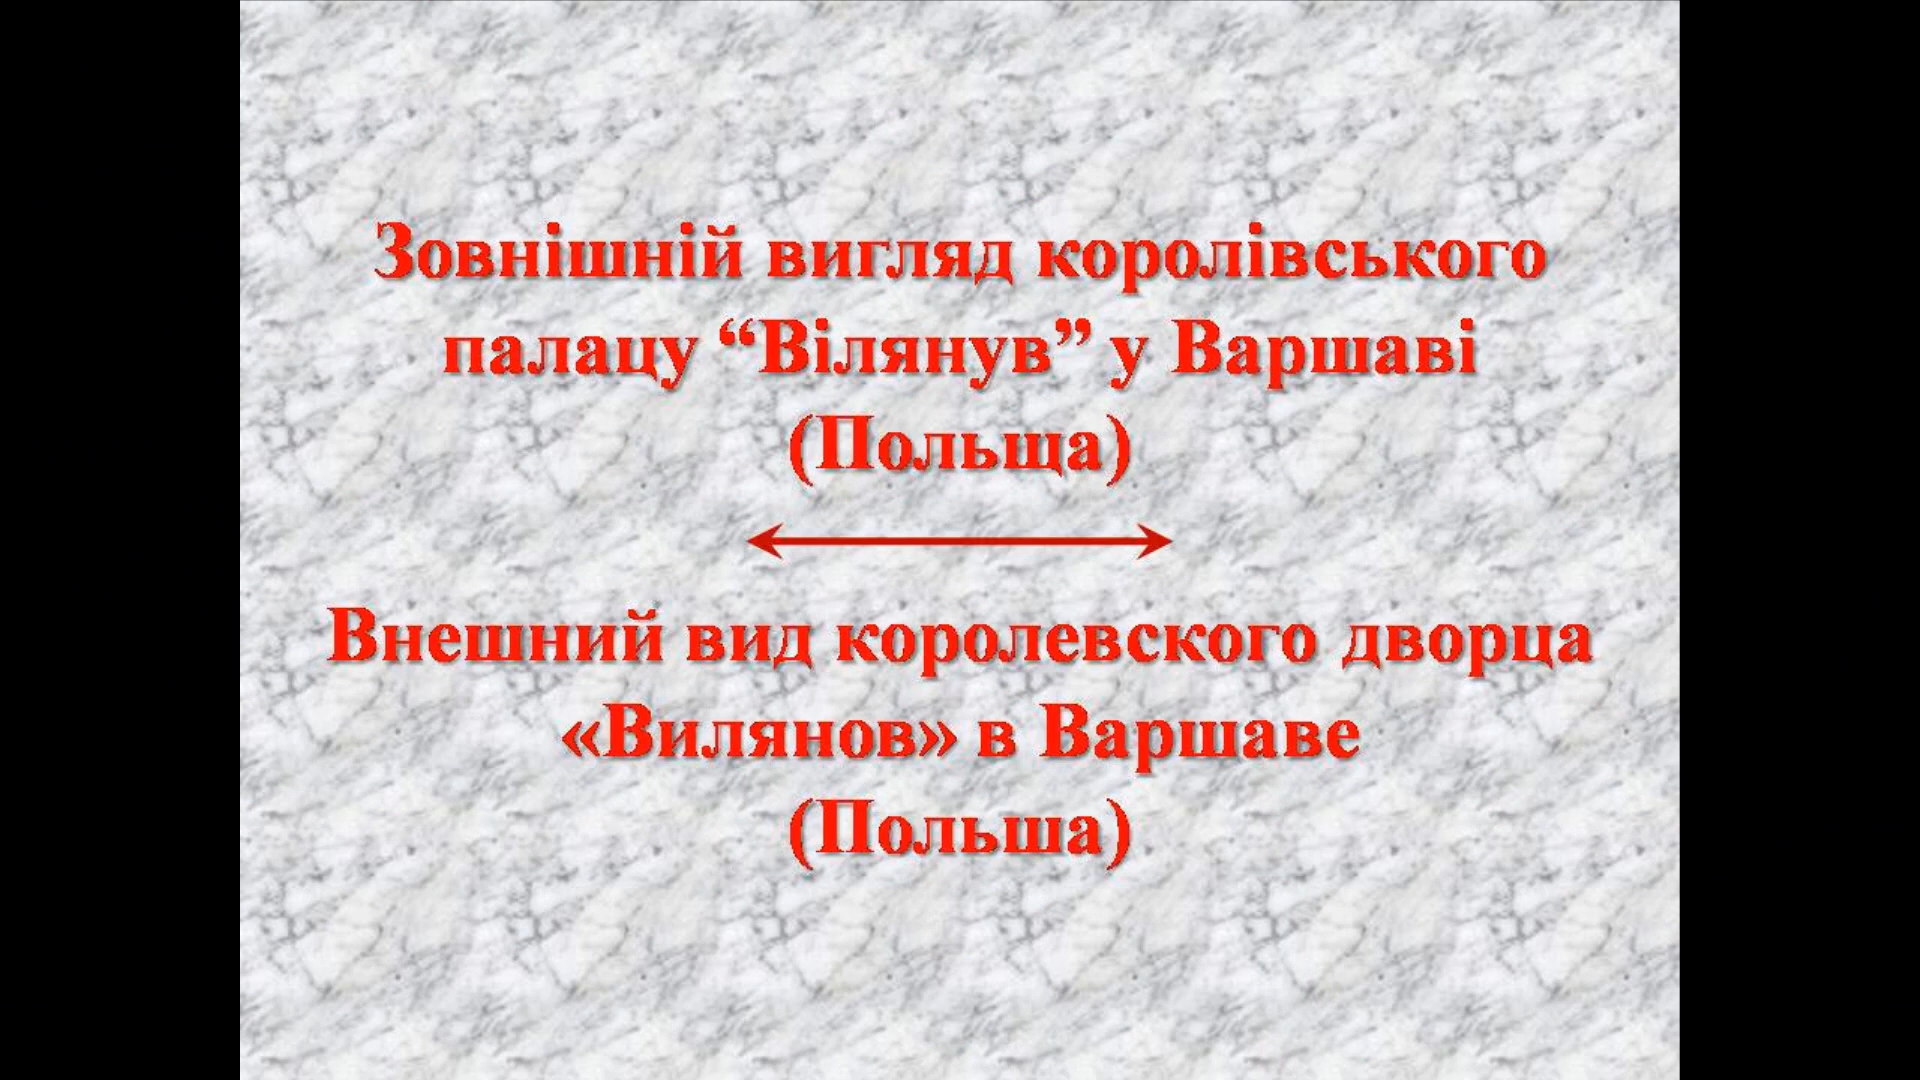 Зовнішній вигляд королівського
палацу “Вілянув” у Варшаві
(Польща)
Внешний вид королевского дворца
«Вилянов» в Варшаве
(Польша)